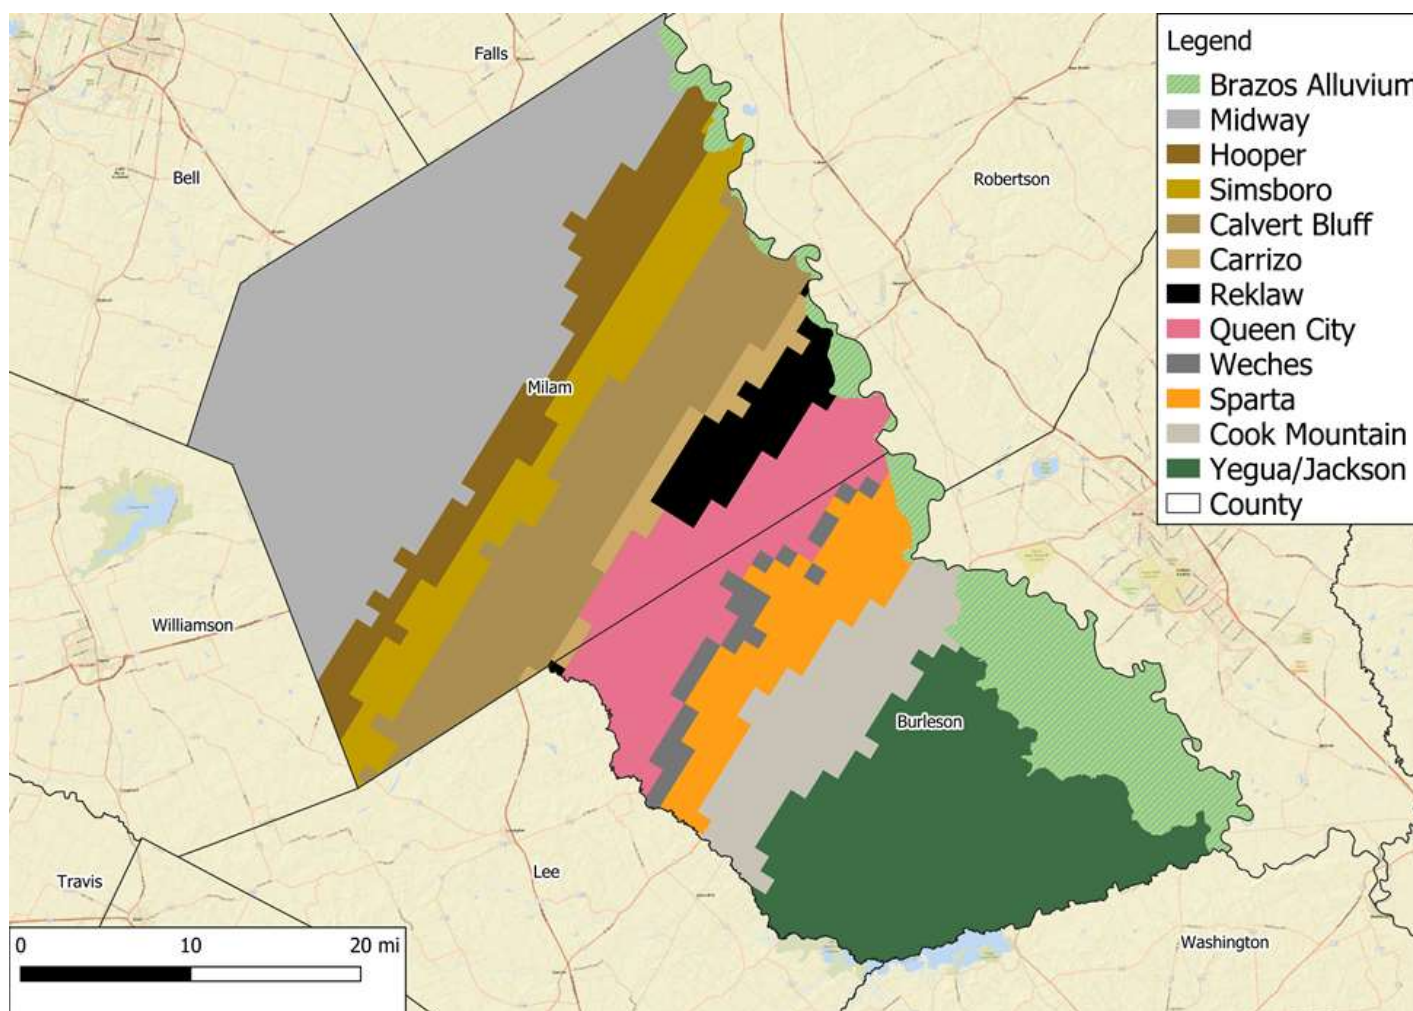 Falls
Legend
Brazos Alluvium
Midway
Hooper
Simsboro
Calvert Bluff
Carrizo
Reklaw
Queen City
Weches
Sparta
Cook Mountain
Yegua/Jackson
County
Bell
Robertson
Milam
Williamson
Burleson
Travis
Lee
Washington
0 10 20 mi